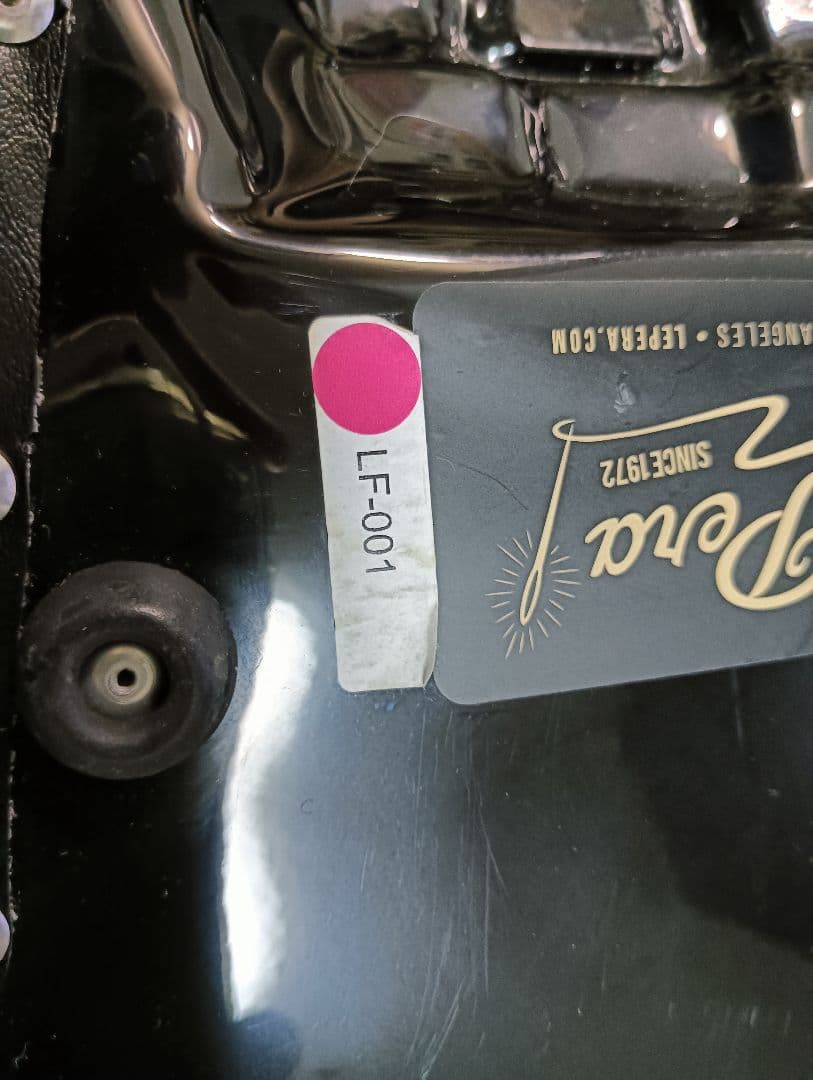 LF-001
Pera
SINCE1972
ANGELES • LEPERA.COM